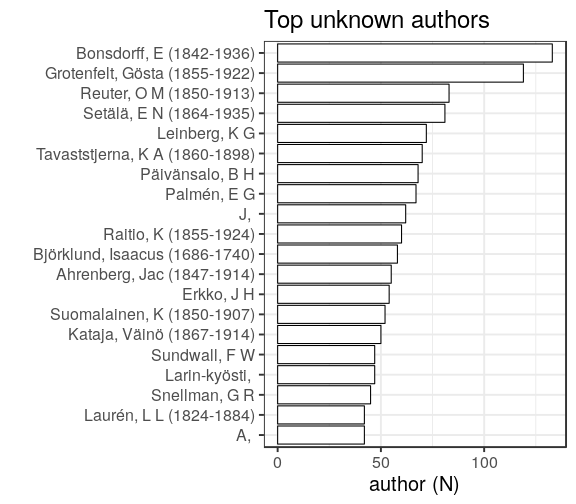 Top unknown authors
Bonsdorff, E (1842-1936)
Grotenfelt, Gösta (1855-1922)
Reuter, O M (1850-1913)
Setälä, E N (1864-1935)
Leinberg, K G
Tavaststjerna, K A (1860-1898)
Päivänsalo, B H
Palmén, E G
J,
Raitio, K (1855-1924)
Björklund, Isaacus (1686-1740)
Ahrenberg, Jac (1847-1914)
Erkko, J H
Suomalainen, K (1850-1907)
Kataja, Väinö (1867-1914)
Sundwall, F W
Larin-kyösti,
Snellman, G R
Laurén, L L (1824-1884)
A,
0 50 100
author (N)